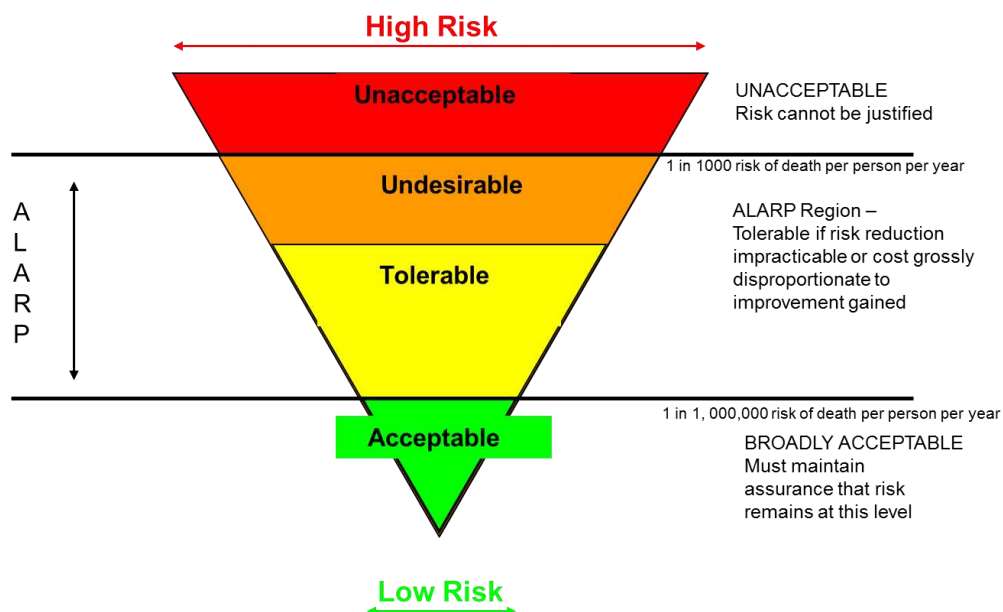 High Risk
Unacceptable
UNACCEPTABLE
Risk cannot be justified
1 in 1000 risk of death per person per year
Undesirable
A
L
A
R
P
ALARP Region –
Tolerable if risk reduction
impracticable or cost grossly
disproportionate to
improvement gained
Tolerable
1 in 1, 000,000 risk of death per person per year
Acceptable
BROADLY ACCEPTABLE
Must maintain
assurance that risk
remains at this level
Low Risk